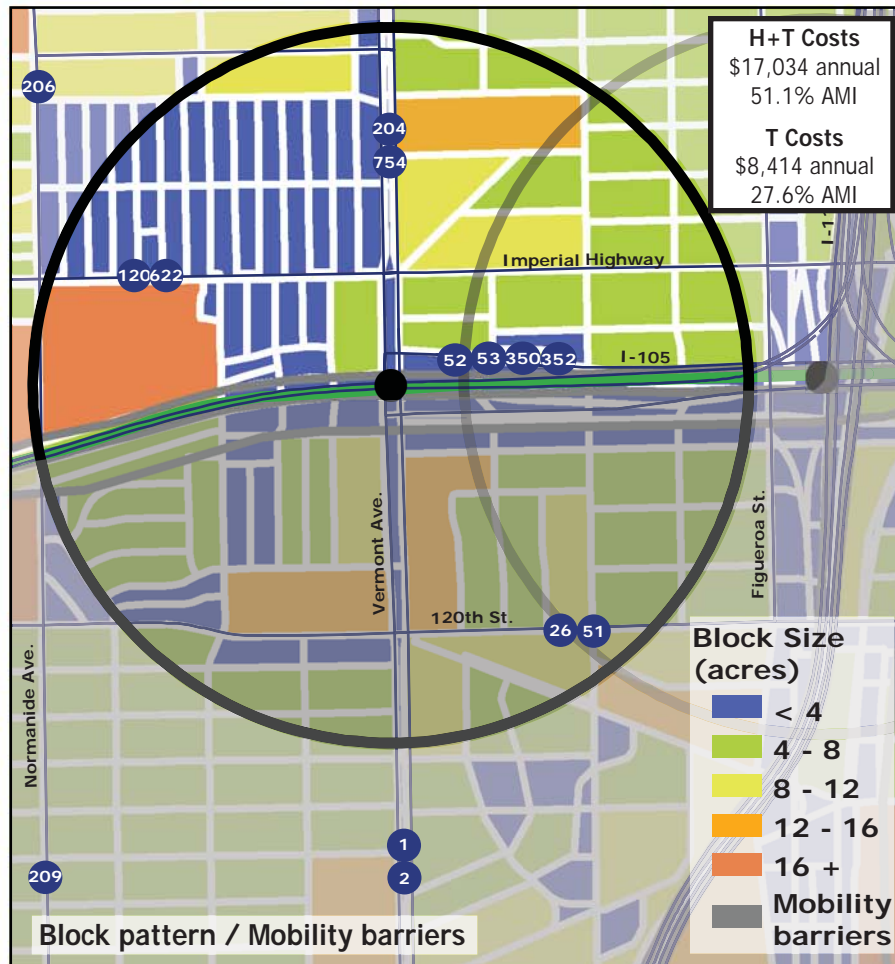 H+T Costs
$17,034 annual
51.1% AMI
T Costs
$8,414 annual
27.6% AMI
206
204
754
I-11
Imperial Highway
120
622
52
53
350
352
I-105
Vermont Ave.
Figueroa St.
120th St.
26
51
Normanide Ave.
1
2
209
Block Size
(acres)
< 4
4 - 8
8 - 12
12 - 16
16 +
Mobility
barriers
Block pattern / Mobility barriers